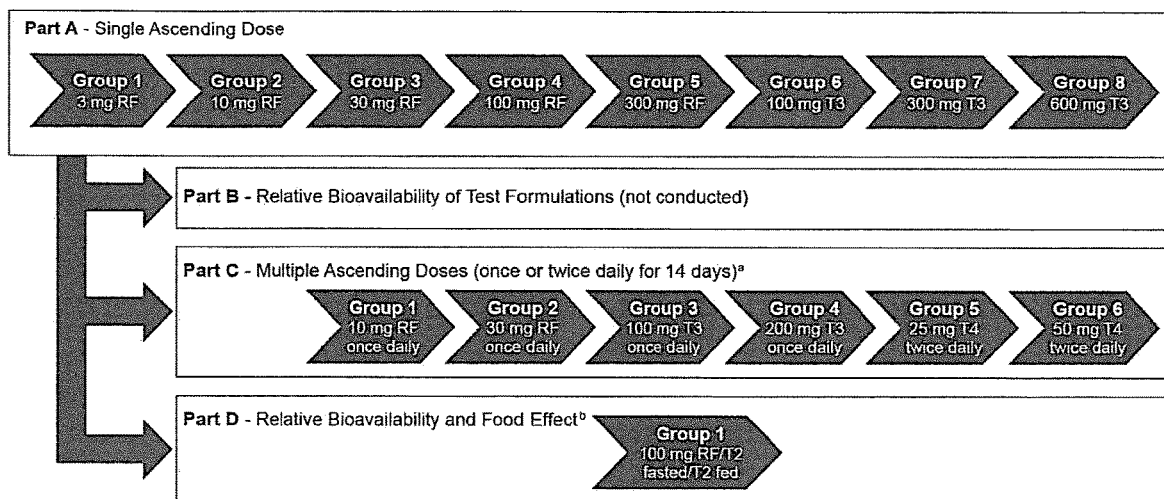 Part A - Single Ascending Dose
Group 1
3 mg RF
Group 2
10 mg RF
Group 3
30 mg RF
Group 4
100 mg RF
Group 5
300 mg RF
Group 6
100 mg T3
Group 7
300 mg T3
Group 8
600 mg T3
Part B - Relative Bioavailability of Test Formulations (not conducted)
Part C - Multiple Ascending Doses (once or twice daily for 14 days)ᵃ
Group 1
10 mg RF
once daily
Group 2
30 mg RF
once daily
Group 3
100 mg T3
once daily
Group 4
200 mg T3
once daily
Group 5
25 mg T4
twice daily
Group 6
50 mg T4
twice daily
Part D - Relative Bioavailability and Food Effectᵇ
Group 1
100 mg RF/T2
fasted/T2 fed